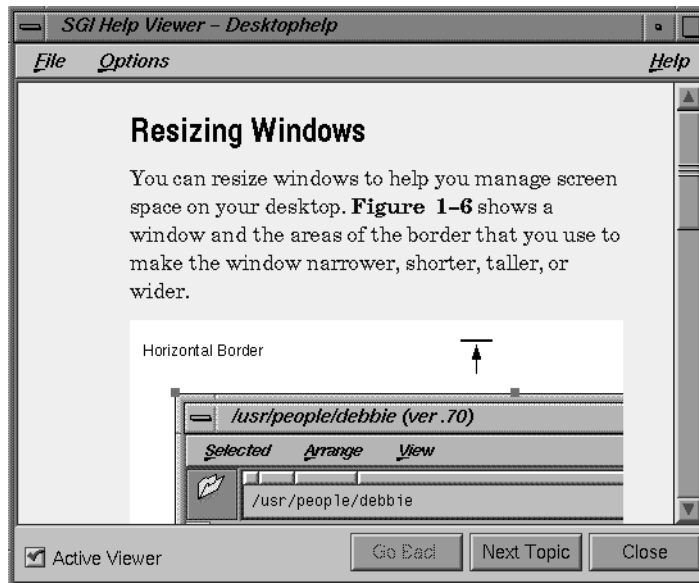 SGI Help Viewer – Desktophelp
File Options Help
Resizing Windows
You can resize windows to help you manage screen
space on your desktop. Figure 1–6 shows a
window and the areas of the border that you use to
make the window narrower, shorter, taller, or
wider.
Horizontal Border
/usr/people/debbie (ver .70)
Selected Arrange View
/usr/people/debbie
Active Viewer Go Bacl Next Topic Close